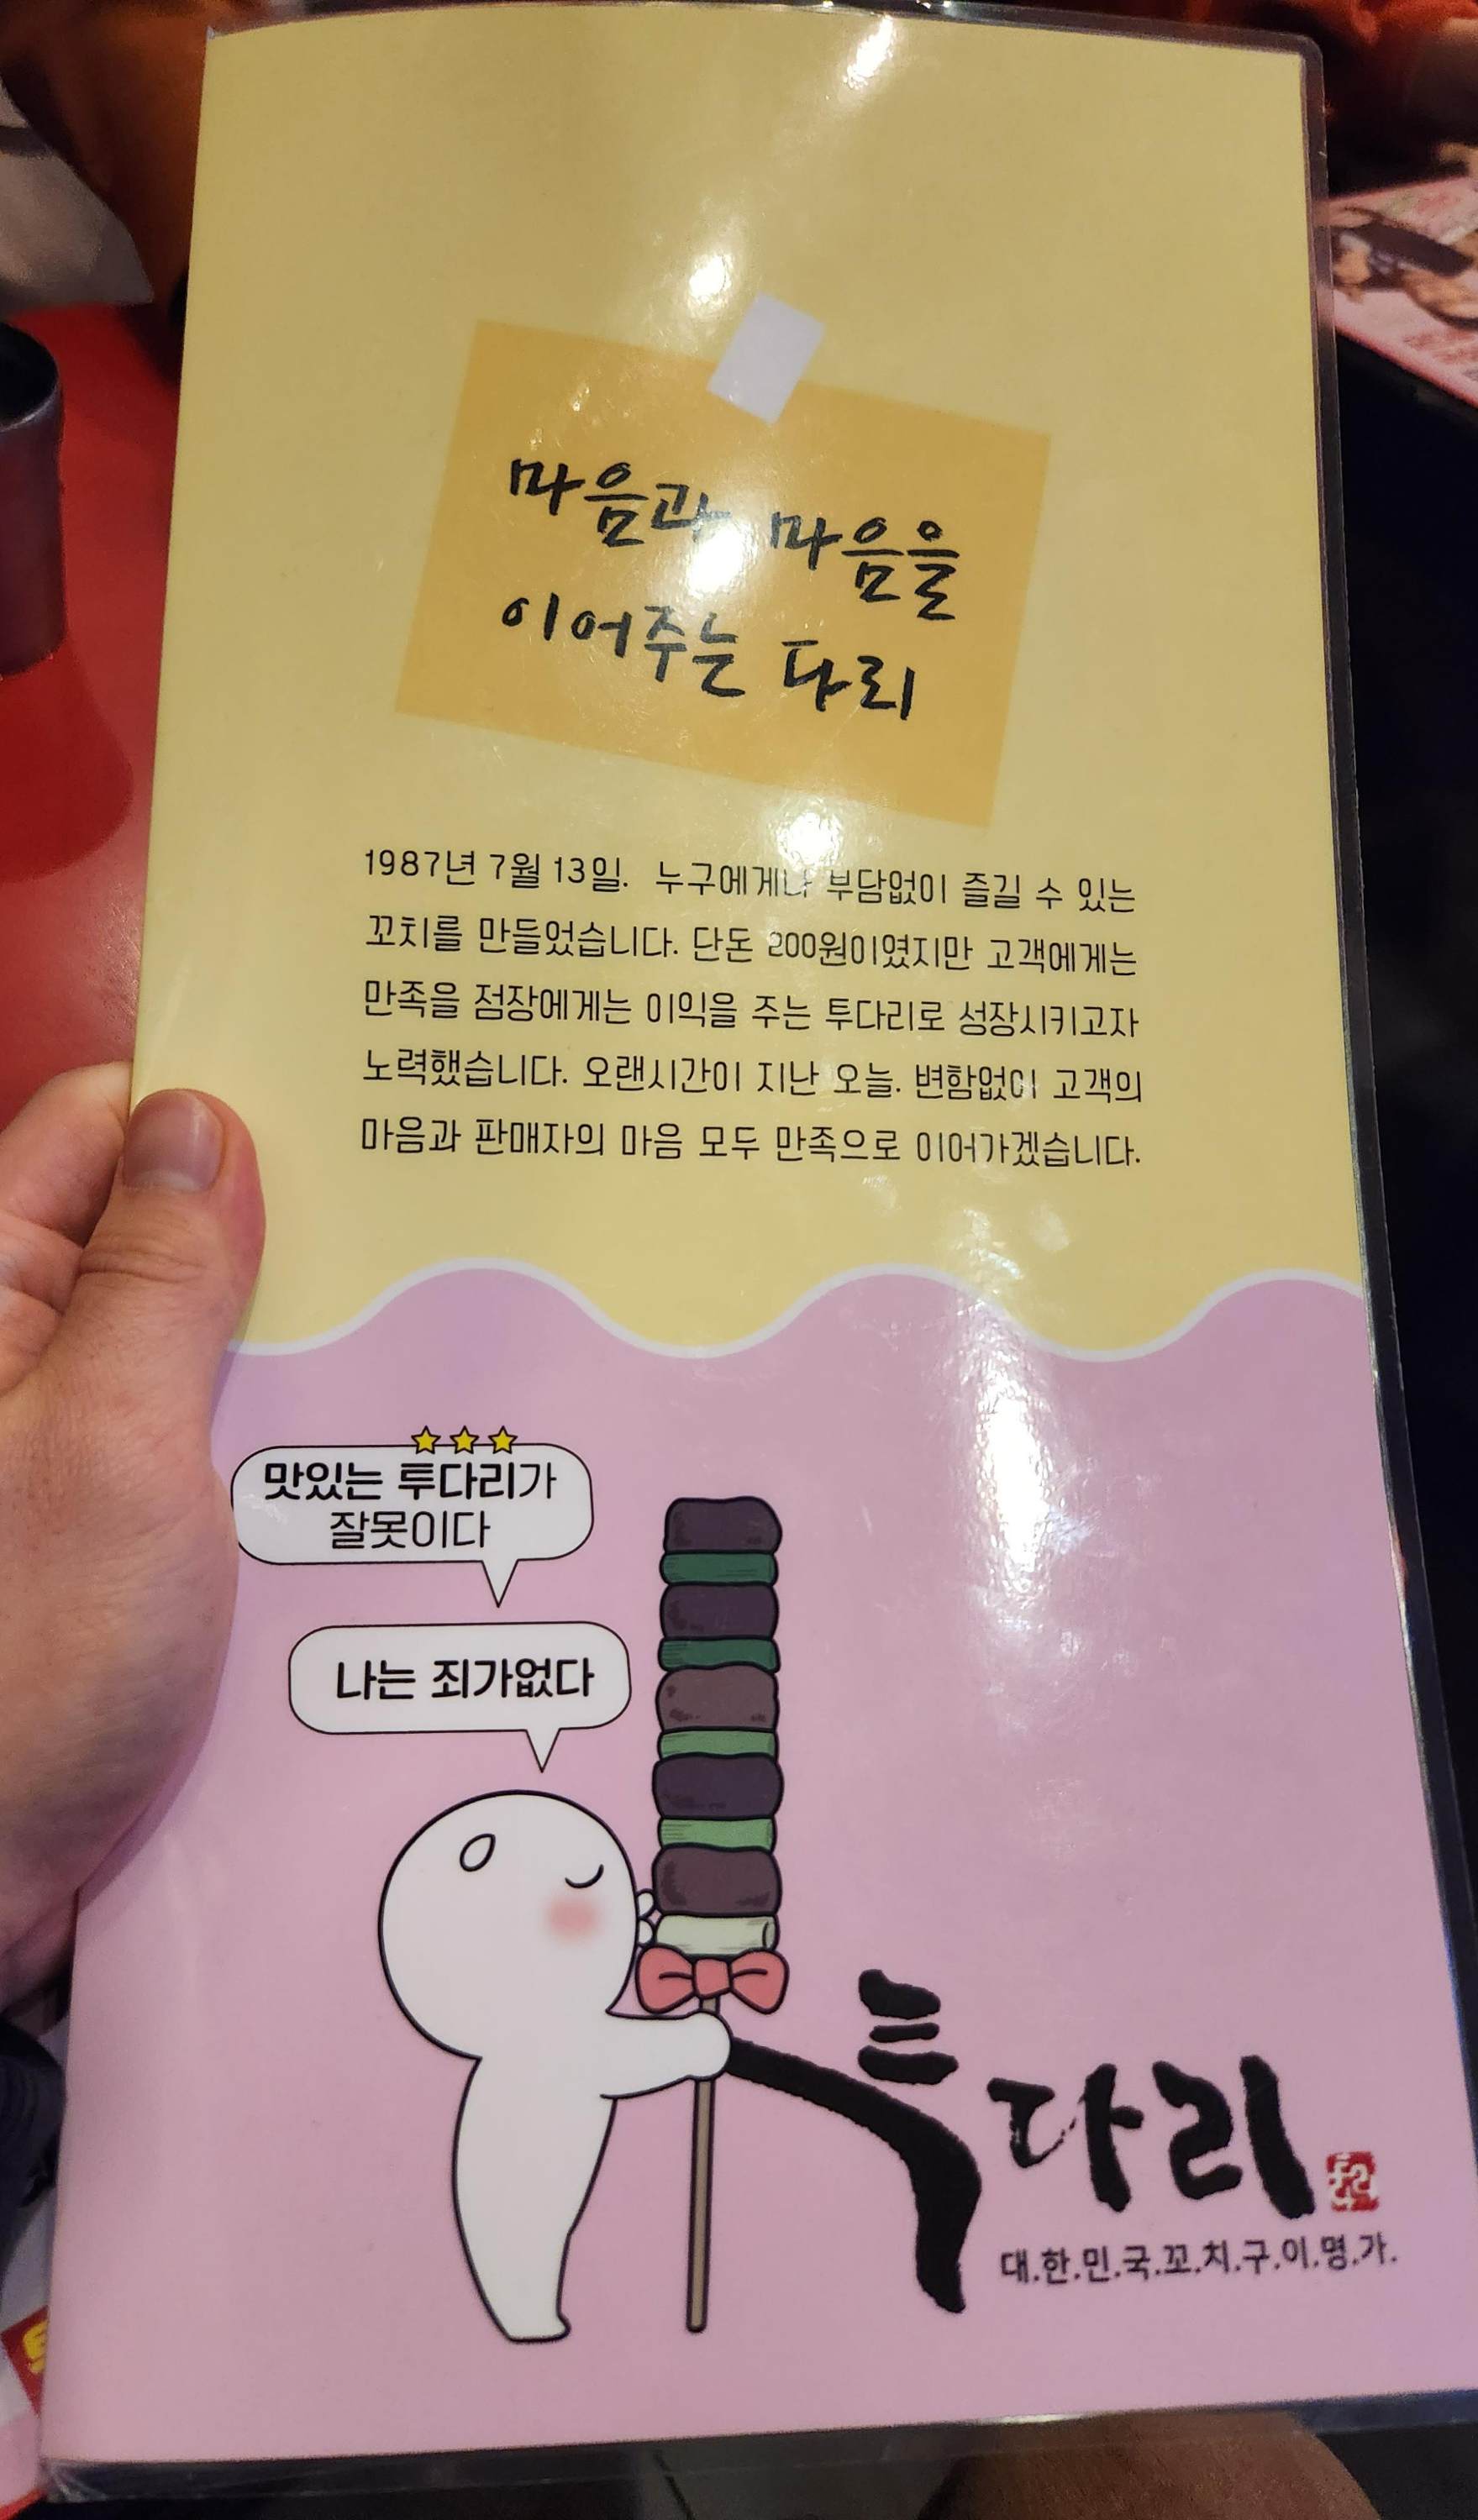 마음과 마음을
이어주는 다리
1987년 7월 13일. 누구에게나 부담없이 즐길 수 있는
꼬치를 만들었습니다. 단돈 200원이였지만 고객에게는
만족을 점장에게는 이익을 주는 투다리로 성장시키고자
노력했습니다. 오랜시간이 지난 오늘. 변함없이 고객의
마음과 판매자의 마음 모두 만족으로 이어가겠습니다.
맛있는 투다리가
잘못이다
나는 죄가없다
투다리
대.한.민.국.꼬.치.구.이.명.가.